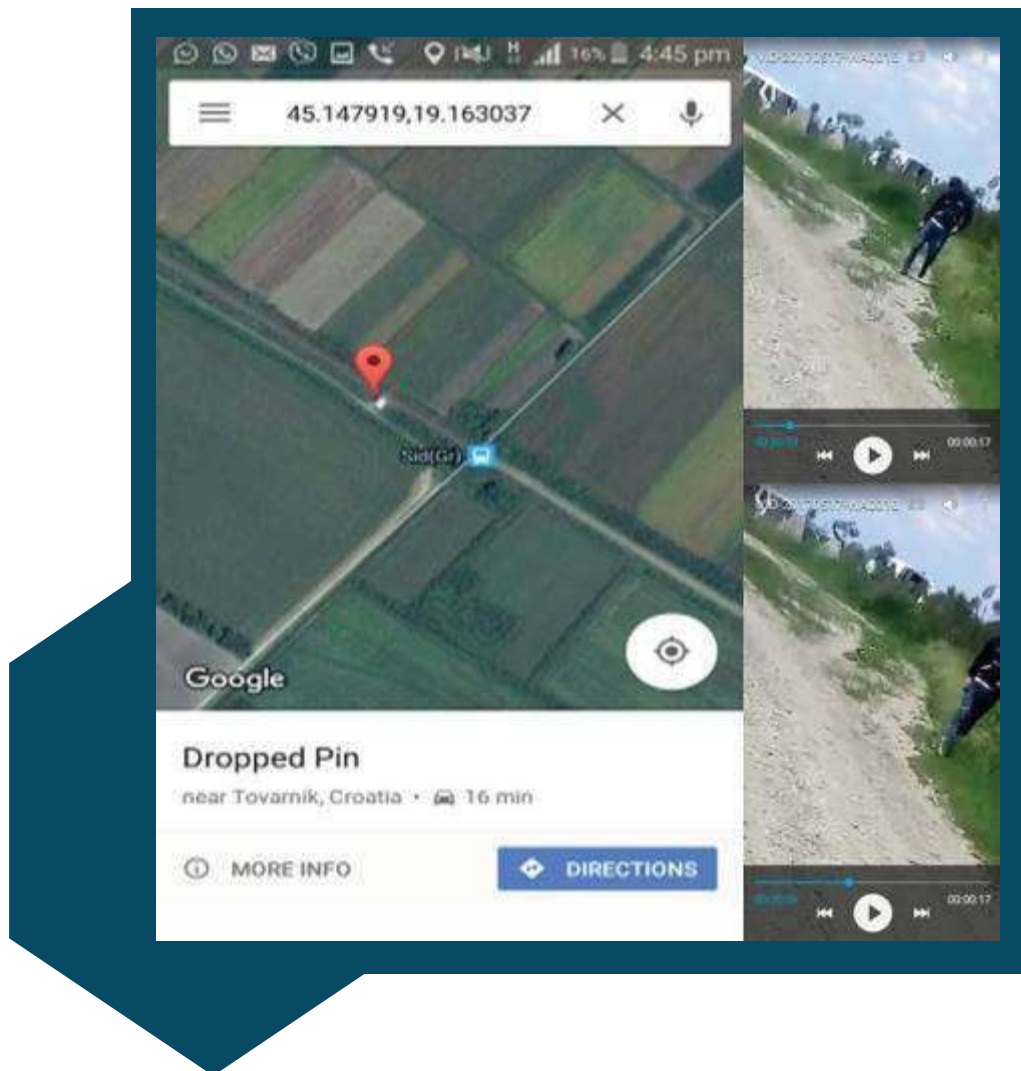 16% 4:45 pm
45.147919,19.163037
Sid(Gr)
Google
Dropped Pin
near Tovarnik, Croatia · 16 min
MORE INFO
DIRECTIONS
00:00:17
00:00:17